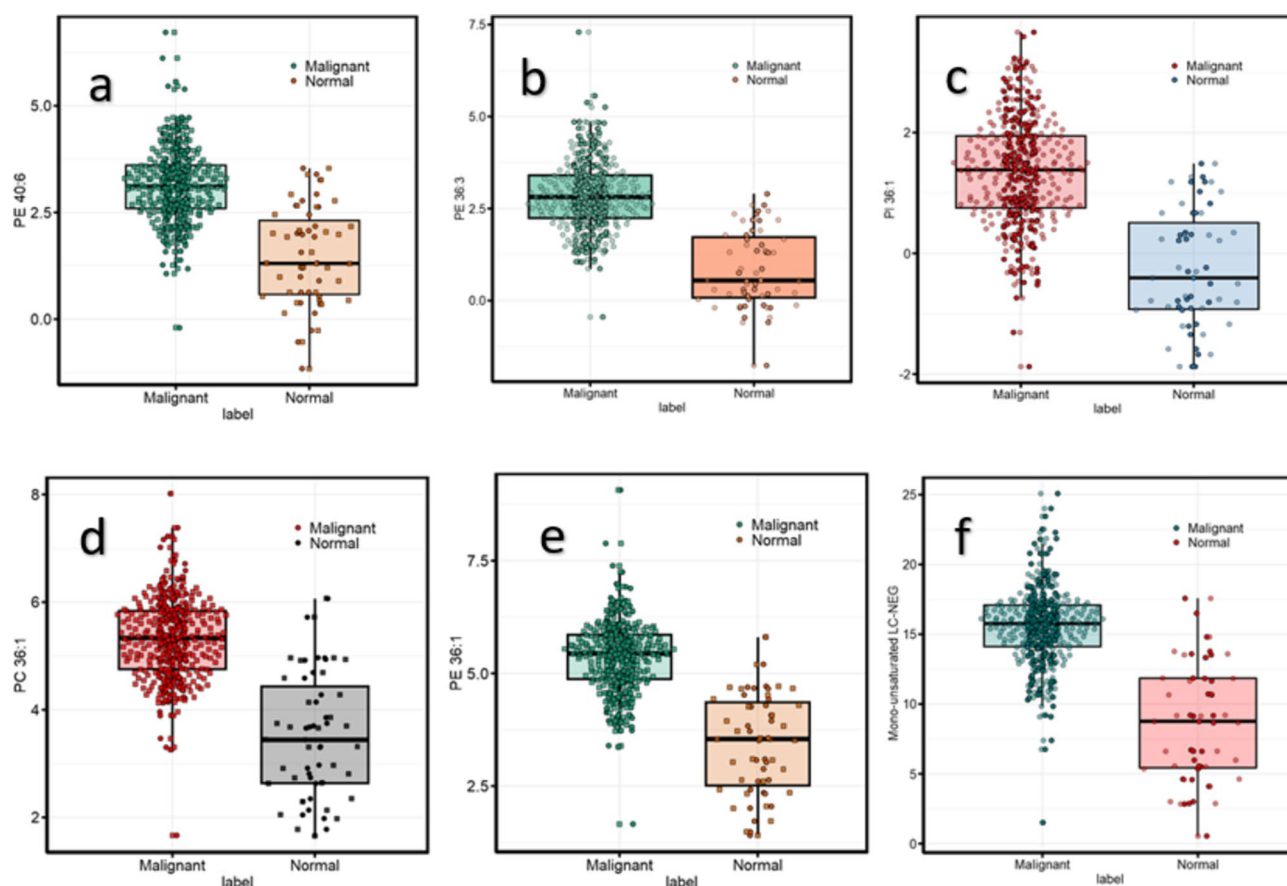 a
Malignant
Normal
PE 40:6
5.0
2.5
0.0
Malignant
Normal
label
b
Malignant
Normal
PE 36:3
7.5
5.0
2.5
0.0
Malignant
Normal
label
c
Malignant
Normal
PI 36:1
2
0
-2
Malignant
Normal
label
d
Malignant
Normal
PC 36:1
8
6
4
2
Malignant
Normal
label
e
Malignant
Normal
PE 36:1
7.5
5.0
2.5
Malignant
Normal
label
f
Malignant
Normal
Mono-unsaturated LC-NEG
25
20
15
10
5
0
Malignant
Normal
label